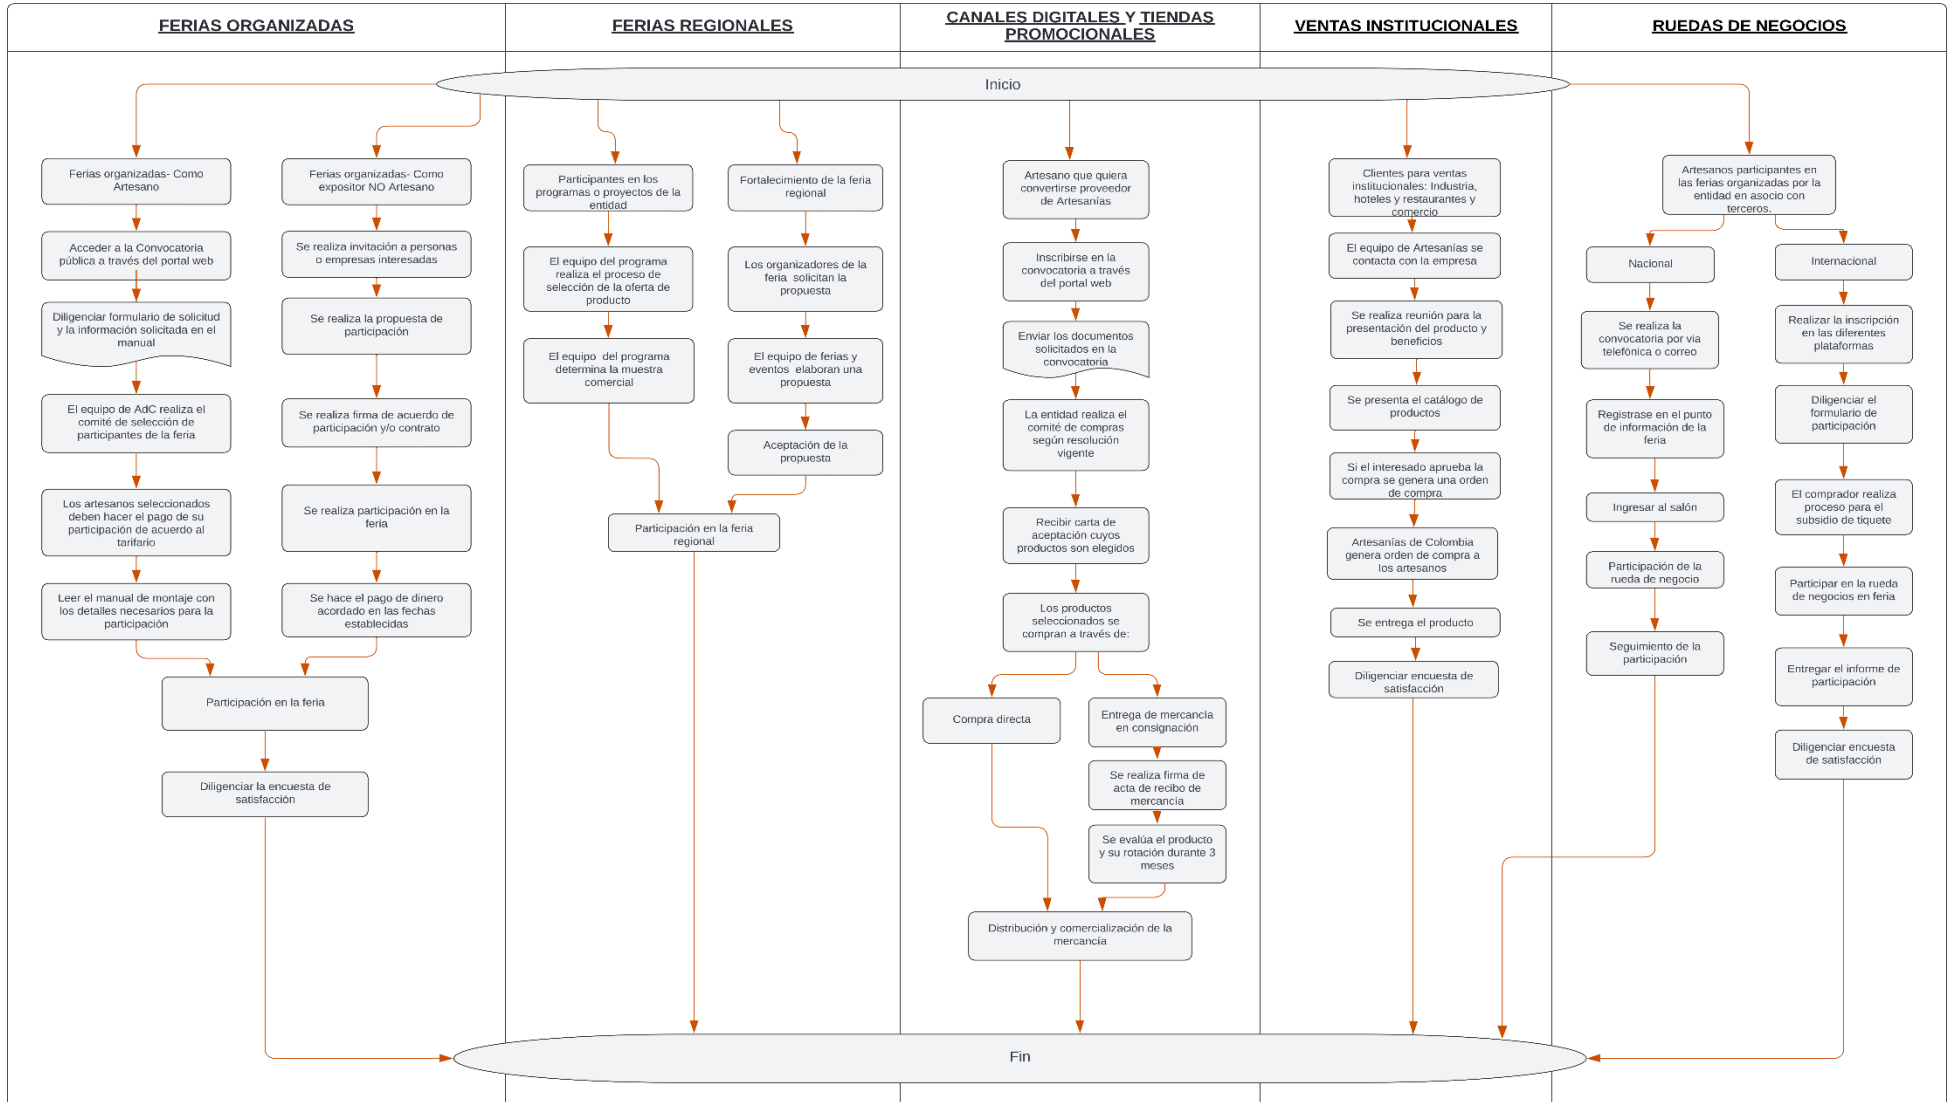 FERIAS ORGANIZADAS
FERIAS REGIONALES
CANALES DIGITALES Y TIENDAS
PROMOCIONALES
VENTAS INSTITUCIONALES
RUEDAS DE NEGOCIOS
Inicio
Ferias organizadas- Como
Artesano
Acceder a la Convocatoria
pública a través del portal web
Diligenciar formulario de solicitud
y la información solicitada en el
manual
El equipo de AdC realiza el
comité de selección de
participantes de la feria
Los artesanos seleccionados
deben hacer el pago de su
participación de acuerdo al
tarifario
Leer el manual de montaje con
los detalles necesarios para la
participación
Ferias organizadas- Como
expositor NO Artesano
Se realiza invitación a personas
o empresas interesadas
Se realiza la propuesta de
participación
Se realiza firma de acuerdo de
participación y/o contrato
Se realiza participación en la
feria
Se hace el pago de dinero
acordado en las fechas
establecidas
Participación en la feria
Diligenciar la encuesta de
satisfacción
Participantes en los
programas o proyectos de la
entidad
El equipo del programa
realiza el proceso de
selección de la oferta de
producto
El equipo  del programa
determina la muestra
comercial
Fortalecimiento de la feria
regional
Los organizadores de la
feria  solicitan la
propuesta
El equipo de ferias y
eventos  elaboran una
propuesta
Aceptación de la
propuesta
Participación en la feria
regional
Artesano que quiera
convertirse proveedor
de Artesanías
Inscribirse en la
convocatoria a través
del portal web
Enviar los documentos
solicitados en la
convocatoria
La entidad realiza el
comité de compras
según resolución
vigente
Recibir carta de
aceptación cuyos
productos son elegidos
Los productos
seleccionados se
compran a través de:
Compra directa
Entrega de mercancía
en consignación
Se realiza firma de
acta de recibo de
mercancía
Se evalúa el producto
y su rotación durante 3
meses
Distribución y comercialización de la
mercancía
Clientes para ventas
institucionales: Industria,
hoteles y restaurantes y
comercio
El equipo de Artesanías se
contacta con la empresa
Se realiza reunión para la
presentación del producto y
beneficios
Se presenta el catálogo de
productos
Si el interesado aprueba la
compra se genera una orden
de compra
Artesanías de Colombia
genera orden de compra a
los artesanos
Se entrega el producto
Diligenciar encuesta de
satisfacción
Artesanos participantes en
las ferias organizadas por la
entidad en asocio con
terceros.
Nacional
Se realiza la
convocatoria por via
telefónica o correo
Registrase en el punto
de información de la
feria
Ingresar al salón
Participación de la
rueda de negocio
Seguimiento de la
participación
Internacional
Realizar la inscripción
en las diferentes
plataformas
Diligenciar el
formulario de
participación
El comprador realiza
proceso para el
subsidio de tiquete
Participar en la rueda
de negocios en feria
Entregar el informe de
participación
Diligenciar encuesta
de satisfacción
Fin